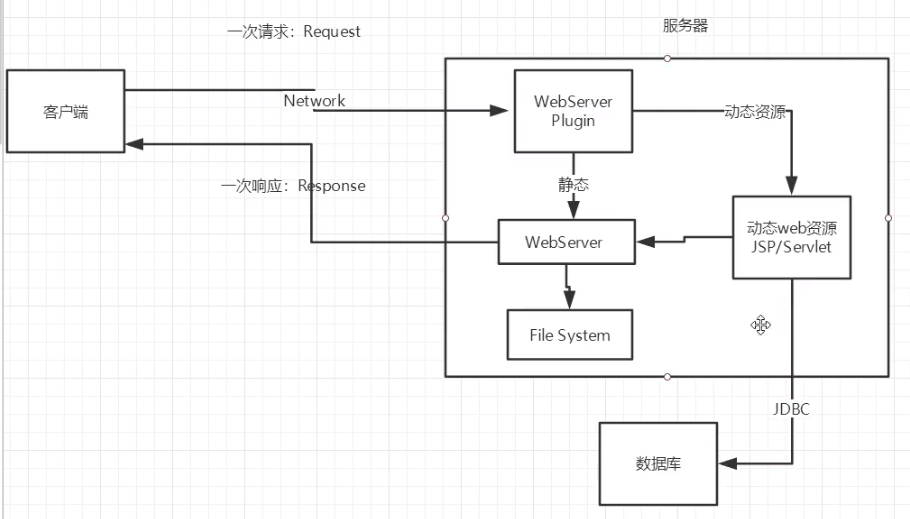 一次请求：Request
服务器
客户端
Network
WebServer
Plugin
动态资源
一次响应：Response
静态
WebServer
动态web资源
JSP/Servlet
File System
JDBC
数据库